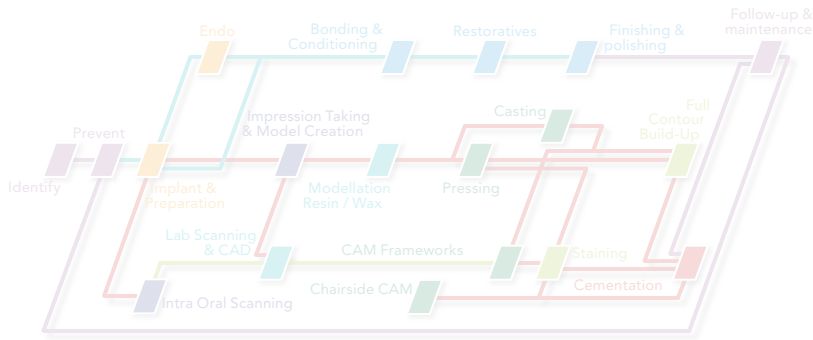 Follow-up &
maintenance
Endo
Bonding &
Conditioning
Restoratives
Finishing &
polishing
Impression Taking
& Model Creation
Casting
Full
Contour
Build-Up
Prevent
Identify
Implant &
Preparation
Modellation
Resin / Wax
Pressing
Lab Scanning
& CAD
CAM Frameworks
Staining
Chairside CAM
Cementation
Intra Oral Scanning